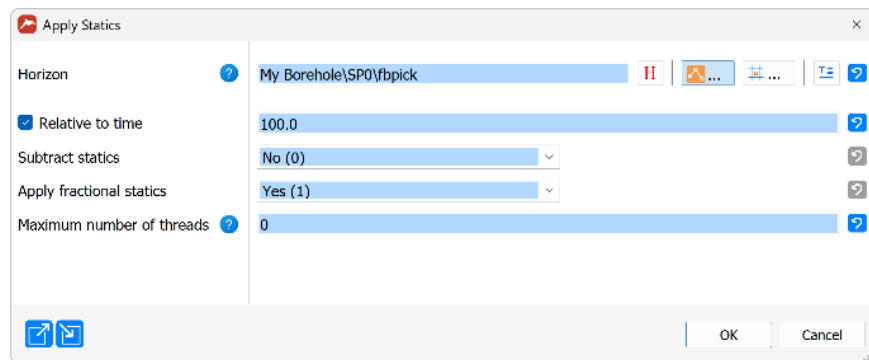 Apply Statics
Horizon ? My Borehole\SP0\fbpick H ... ...
Relative to time 100.0
Subtract statics No (0)
Apply fractional statics Yes (1)
Maximum number of threads ? 0
OK Cancel